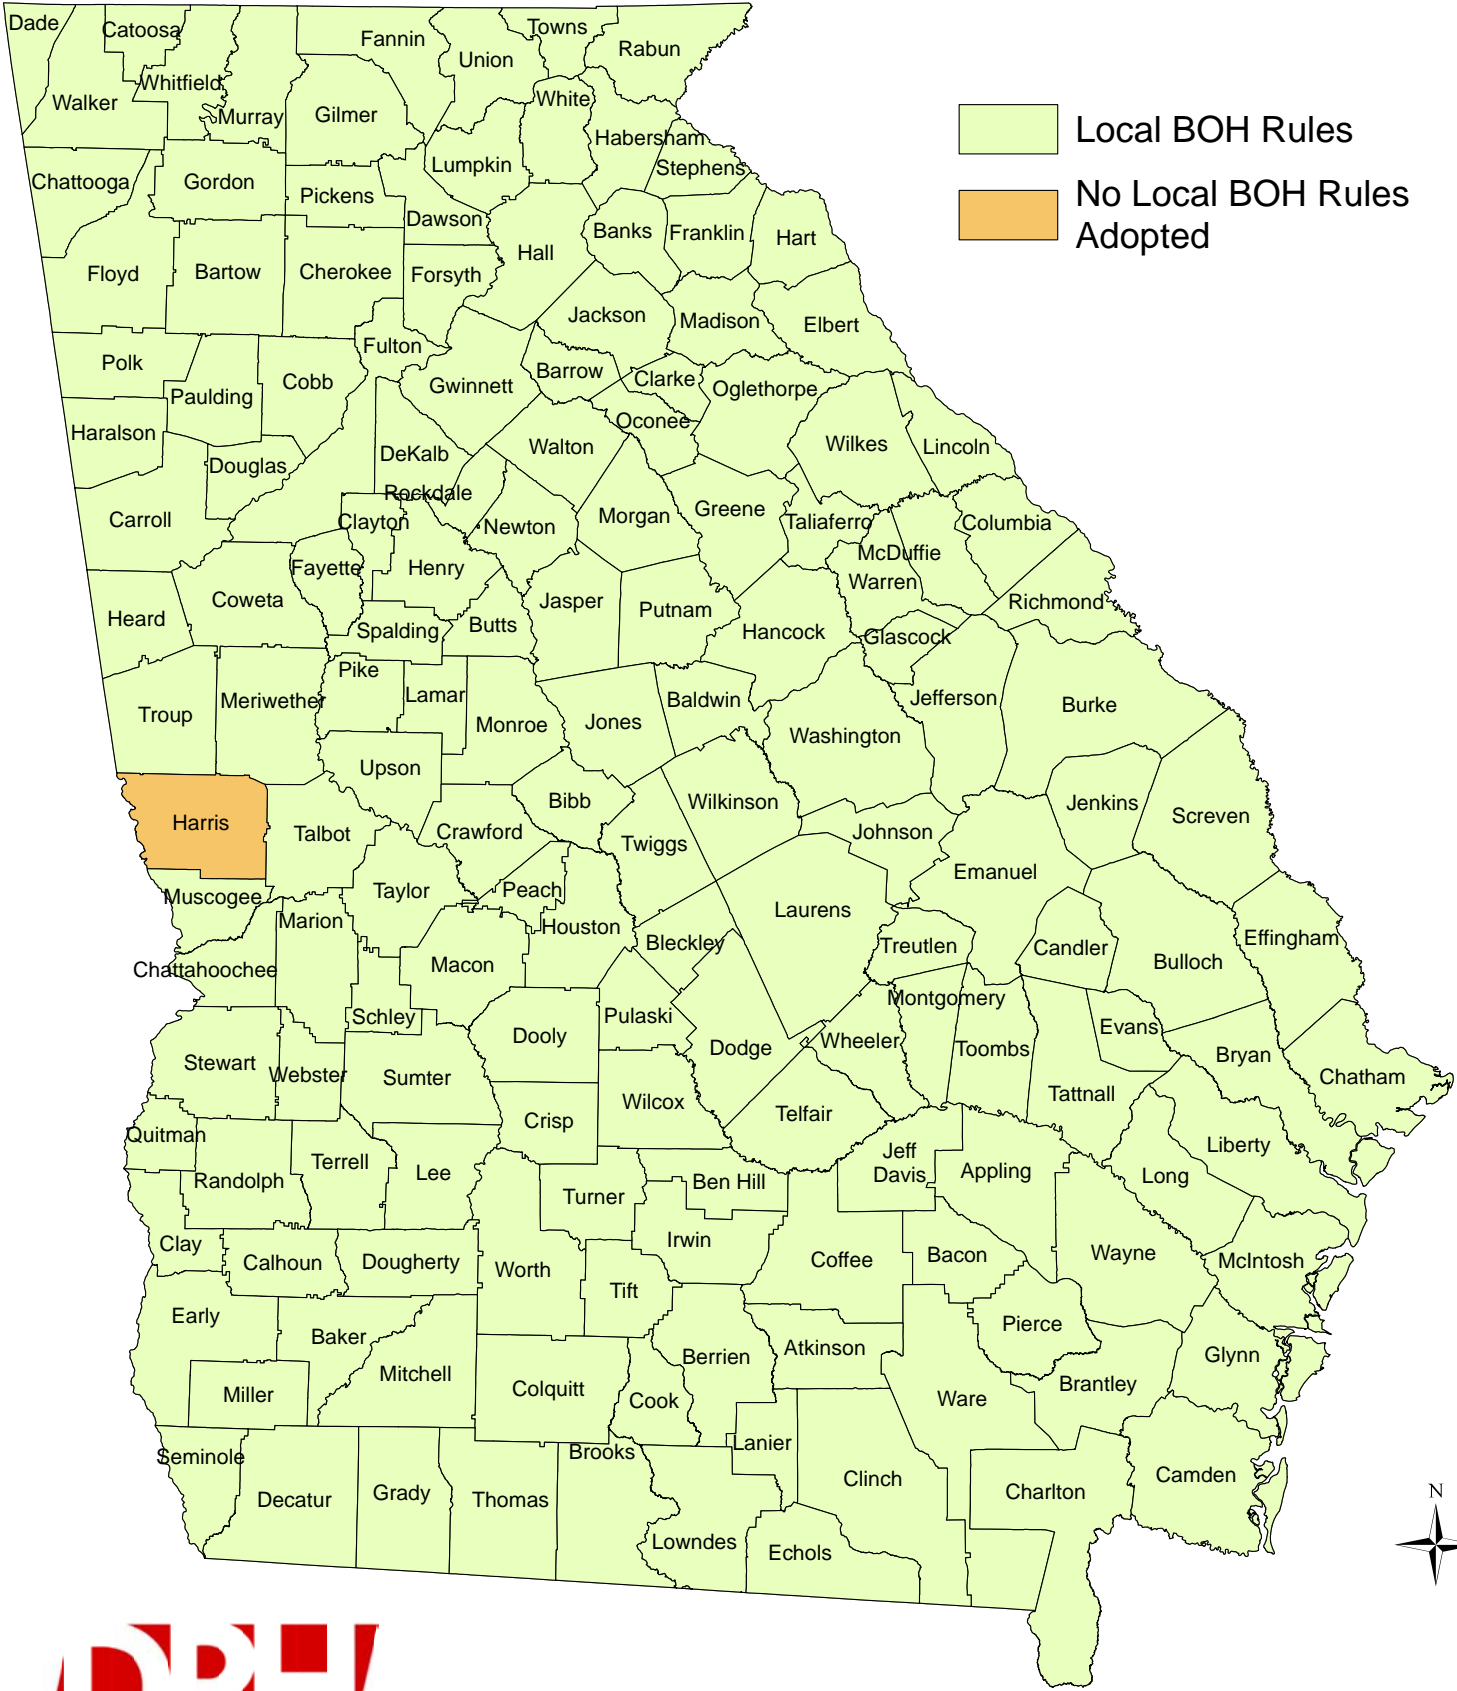 Dade
Catoosa
Fannin
Towns
Union
Rabun
Whitfield
Walker
Murray
Gilmer
White
Habersham
Local BOH Rules
Lumpkin
Stephens
Chattooga
Gordon
Pickens
No Local BOH Rules
Adopted
Dawson
Banks
Franklin
Hart
Hall
Floyd
Bartow
Cherokee
Forsyth
Jackson
Madison
Elbert
Fulton
Polk
Cobb
Paulding
Gwinnett
Barrow
Clarke
Oglethorpe
Haralson
Oconee
Douglas
DeKalb
Walton
Wilkes
Lincoln
Rockdale
Carroll
Clayton
Newton
Morgan
Greene
Taliaferro
Columbia
McDuffie
Fayette
Henry
Warren
Heard
Coweta
Jasper
Putnam
Richmond
Spalding
Butts
Hancock
Glascock
Pike
Troup
Meriwether
Lamar
Monroe
Jones
Baldwin
Jefferson
Burke
Washington
Upson
Harris
Talbot
Bibb
Wilkinson
Jenkins
Screven
Crawford
Twiggs
Johnson
Emanuel
Muscogee
Taylor
Peach
Marion
Houston
Laurens
Bleckley
Treutlen
Candler
Effingham
Chattahoochee
Macon
Bulloch
Schley
Montgomery
Pulaski
Dooly
Wheeler
Evans
Stewart
Webster
Sumter
Dodge
Toombs
Bryan
Chatham
Crisp
Wilcox
Telfair
Tattnall
Quitman
Liberty
Randolph
Terrell
Lee
Turner
Ben Hill
Jeff
Davis
Appling
Long
Clay
Calhoun
Dougherty
Worth
Irwin
Coffee
Bacon
Wayne
McIntosh
Tift
Early
Baker
Pierce
Miller
Mitchell
Colquitt
Berrien
Atkinson
Glynn
Cook
Ware
Brantley
Seminole
Brooks
Lanier
Decatur
Grady
Thomas
Clinch
Charlton
Camden
N
Lowndes
Echols
DPH